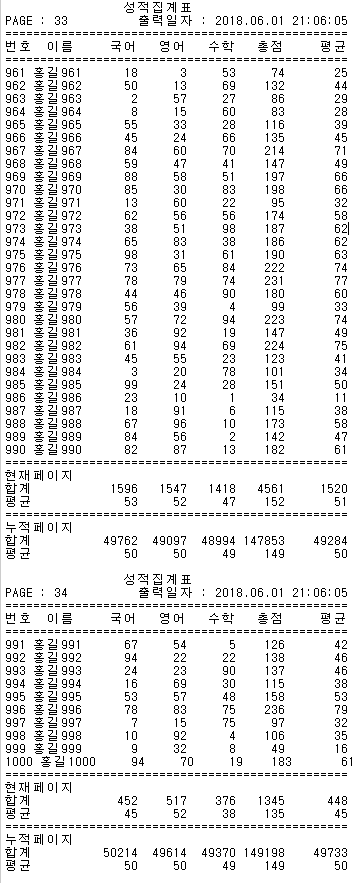 성적집계표
PAGE : 33 출력일자 : 2018.06.01 21:06:05
================================================
번호 이름 국어 영어 수학 총점 평균
================================================
961 홍길961 18 3 53 74 25
962 홍길962 50 13 69 132 44
963 홍길963 2 57 27 86 29
964 홍길964 8 15 60 83 28
965 홍길965 55 33 28 116 39
966 홍길966 45 24 66 135 45
967 홍길967 84 60 70 214 71
968 홍길968 59 47 41 147 49
969 홍길969 88 58 51 197 66
970 홍길970 85 30 83 198 66
971 홍길971 13 60 22 95 32
972 홍길972 62 56 56 174 58
973 홍길973 38 51 98 187 62
974 홍길974 65 83 38 186 62
975 홍길975 98 31 61 190 63
976 홍길976 73 65 84 222 74
977 홍길977 78 79 74 231 77
978 홍길978 44 46 90 180 60
979 홍길979 56 39 4 99 33
980 홍길980 57 72 94 223 74
981 홍길981 36 92 19 147 49
982 홍길982 61 94 69 224 75
983 홍길983 45 55 23 123 41
984 홍길984 3 20 78 101 34
985 홍길985 99 24 28 151 50
986 홍길986 23 10 1 34 11
987 홍길987 18 91 6 115 38
988 홍길988 67 96 10 173 58
989 홍길989 84 56 2 142 47
990 홍길990 82 87 13 182 61
================================================
현재페이지
합계 1596 1547 1418 4561 1520
평균 53 52 47 152 51
================================================
누적페이지
합계 49762 49097 48994 147853 49284
평균 50 50 49 149 50
성적집계표
PAGE : 34 출력일자 : 2018.06.01 21:06:05
================================================
번호 이름 국어 영어 수학 총점 평균
================================================
991 홍길991 67 54 5 126 42
992 홍길992 94 22 22 138 46
993 홍길993 24 23 90 137 46
994 홍길994 16 69 30 115 38
995 홍길995 53 57 48 158 53
996 홍길996 78 83 75 236 79
997 홍길997 7 15 75 97 32
998 홍길998 10 92 4 106 35
999 홍길999 9 32 8 49 16
1000 홍길1000 94 70 19 183 61
================================================
현재페이지
합계 452 517 376 1345 448
평균 45 52 38 135 45
================================================
누적페이지
합계 50214 49614 49370 149198 49733
평균 50 50 49 149 50